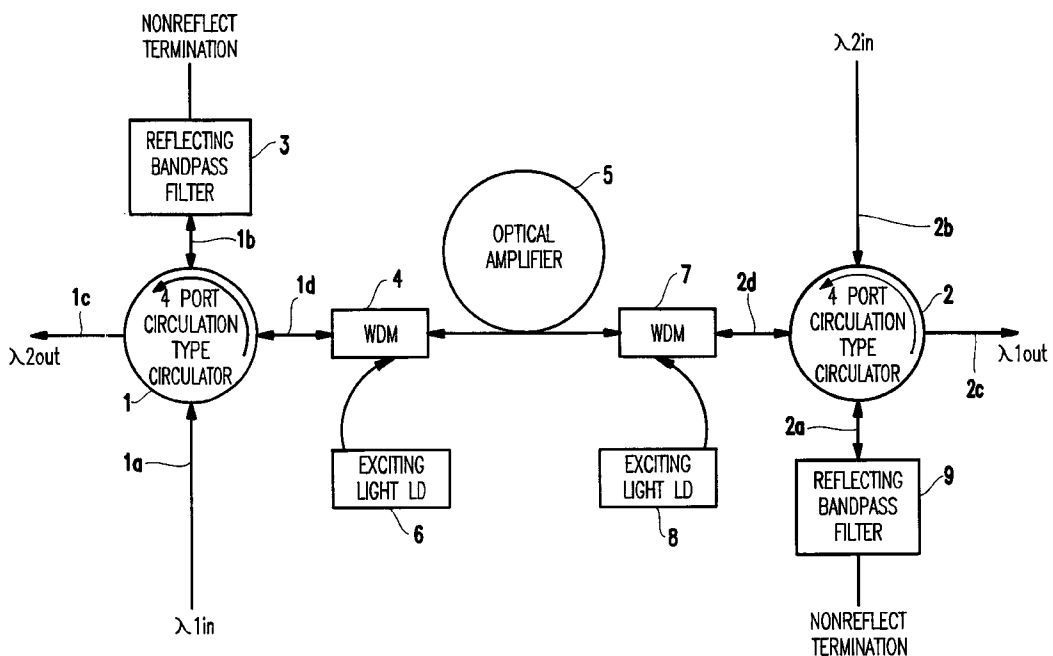 NONREFLECT
TERMINATION
λ2in
REFLECTING
BANDPASS
FILTER
3
5
1b
OPTICAL
AMPLIFIER
2b
1c
4 PORT
CIRCULATION
TYPE
CIRCULATOR
1d
4
WDM
7
WDM
2d
4 PORT
CIRCULATION
TYPE
CIRCULATOR
2
λ2out
λ1out
1
2c
1a
2a
EXCITING
LIGHT LD
6
EXCITING
LIGHT LD
8
REFLECTING
BANDPASS
FILTER
9
λ1in
NONREFLECT
TERMINATION